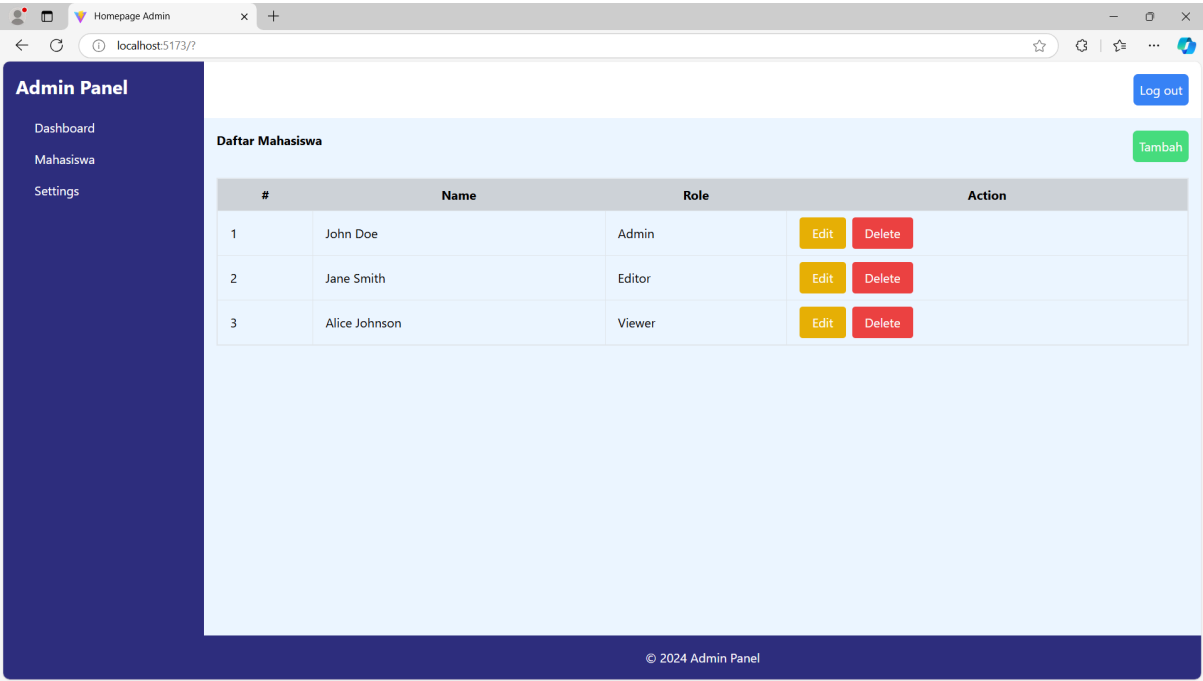 Homepage Admin
localhost:5173/?
Admin Panel
Log out
Dashboard
Mahasiswa
Settings
Daftar Mahasiswa
Tambah
# Name Role Action
1 John Doe Admin Edit Delete
2 Jane Smith Editor Edit Delete
3 Alice Johnson Viewer Edit Delete
© 2024 Admin Panel